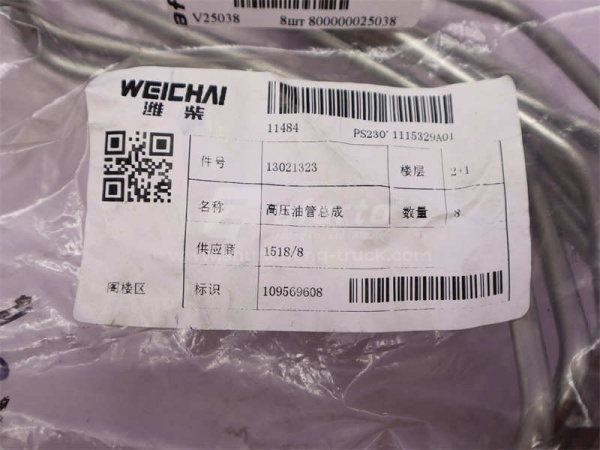 af
V25038 8шт 800000025038
WEICHAI
潍柴
11484 PS230' 1115329A01
件号 13021323 楼层 2+1
名称 高压油管总成 数量 8
供应商 1518/8
阁楼区 标识 109569608